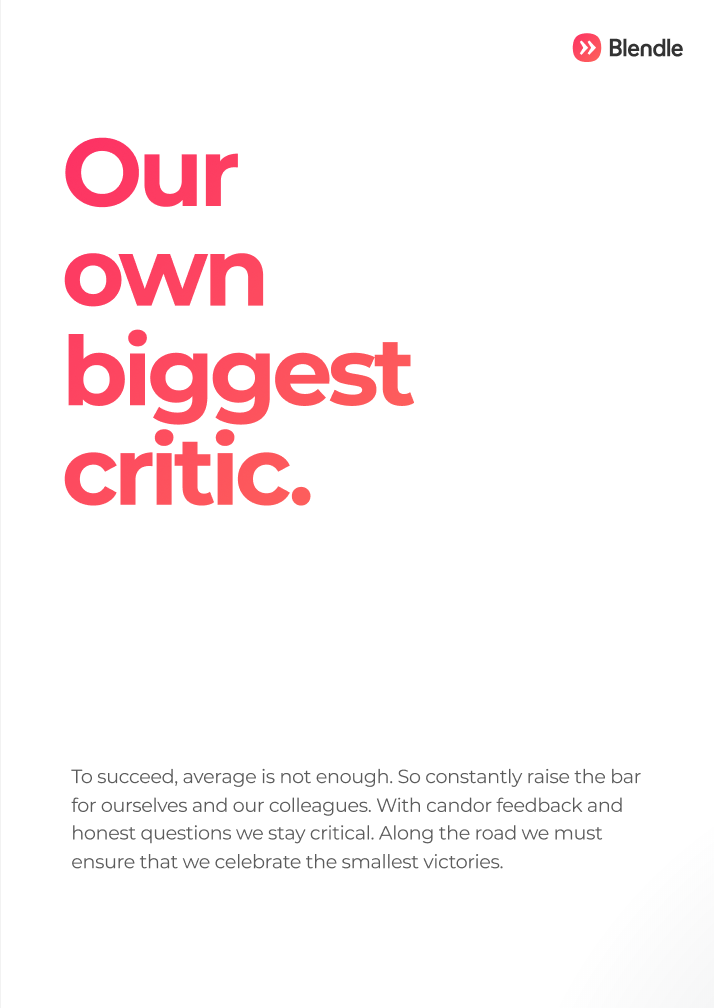 Blendle
Our
own
biggest
critic.
To succeed, average is not enough. So constantly raise the bar
for ourselves and our colleagues. With candor feedback and
honest questions we stay critical. Along the road we must
ensure that we celebrate the smallest victories.